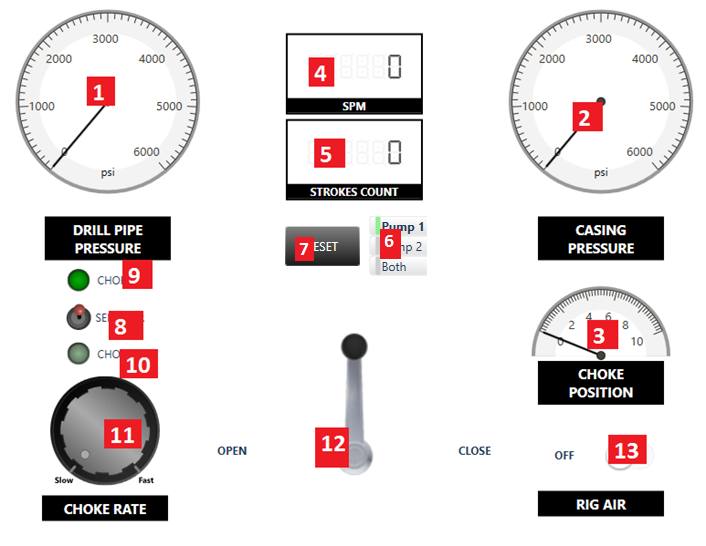 3000
2000
4000
1
1000
5000
0
6000
psi
DRILL PIPE
PRESSURE
4
0
SPM
5
0
STROKES COUNT
3000
2000
4000
2
1000
5000
0
6000
psi
CASING
PRESSURE
7
6
Pump 1
Both
9
8
10
11
Slow
Fast
CHOKE RATE
OPEN
12
CLOSE
4
6
2
8
3
0
10
CHOKE
POSITION
OFF
13
RIG AIR